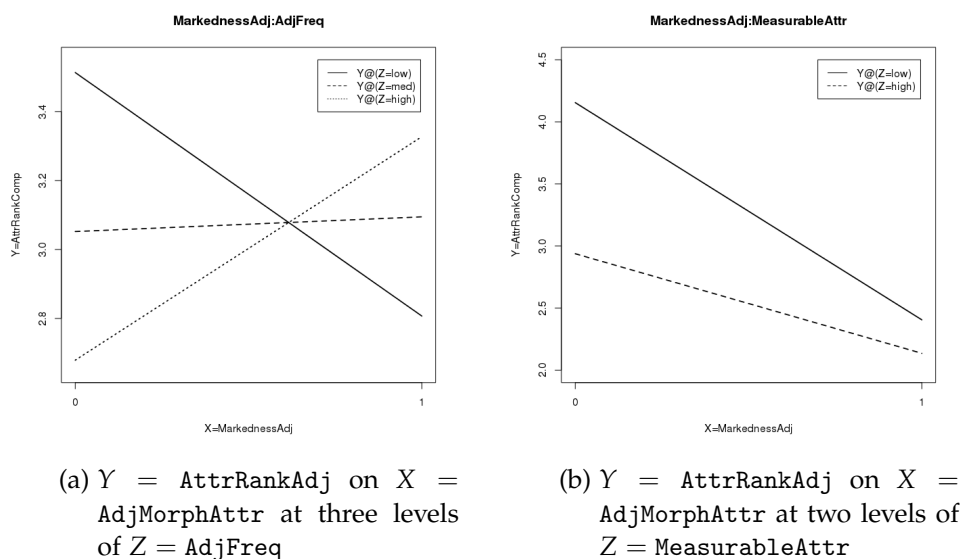 MarkednessAdj:AdjFreq
Y@(Z=low)
Y@(Z=med)
Y@(Z=high)
3.4
3.2
3.0
2.8
Y=AttrRankComp
0
1
X=MarkednessAdj
(a) Y = AttrRankAdj on X =
AdjMorphAttr at three levels
of Z = AdjFreq
MarkednessAdj:MeasurableAttr
Y@(Z=low)
Y@(Z=high)
4.5
4.0
3.5
3.0
2.5
2.0
Y=AttrRankComp
0
1
X=MarkednessAdj
(b) Y = AttrRankAdj on X =
AdjMorphAttr at two levels of
Z = MeasurableAttr